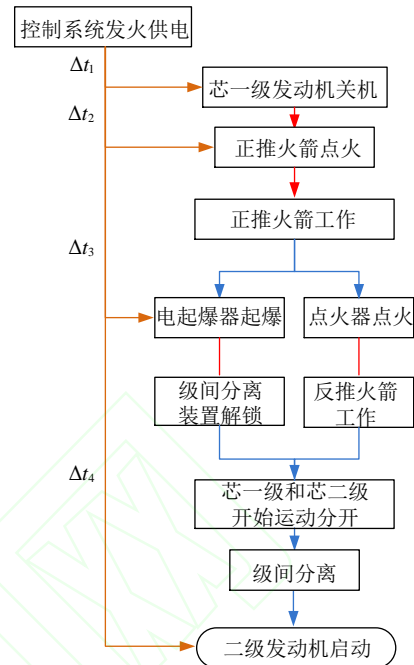 控制系统发火供电
Δt1
芯一级发动机关机
Δt2
正推火箭点火
正推火箭工作
Δt3
电起爆器起爆
点火器点火
级间分离
装置解锁
反推火箭
工作
Δt4
芯一级和芯二级
开始运动分开
级间分离
二级发动机启动